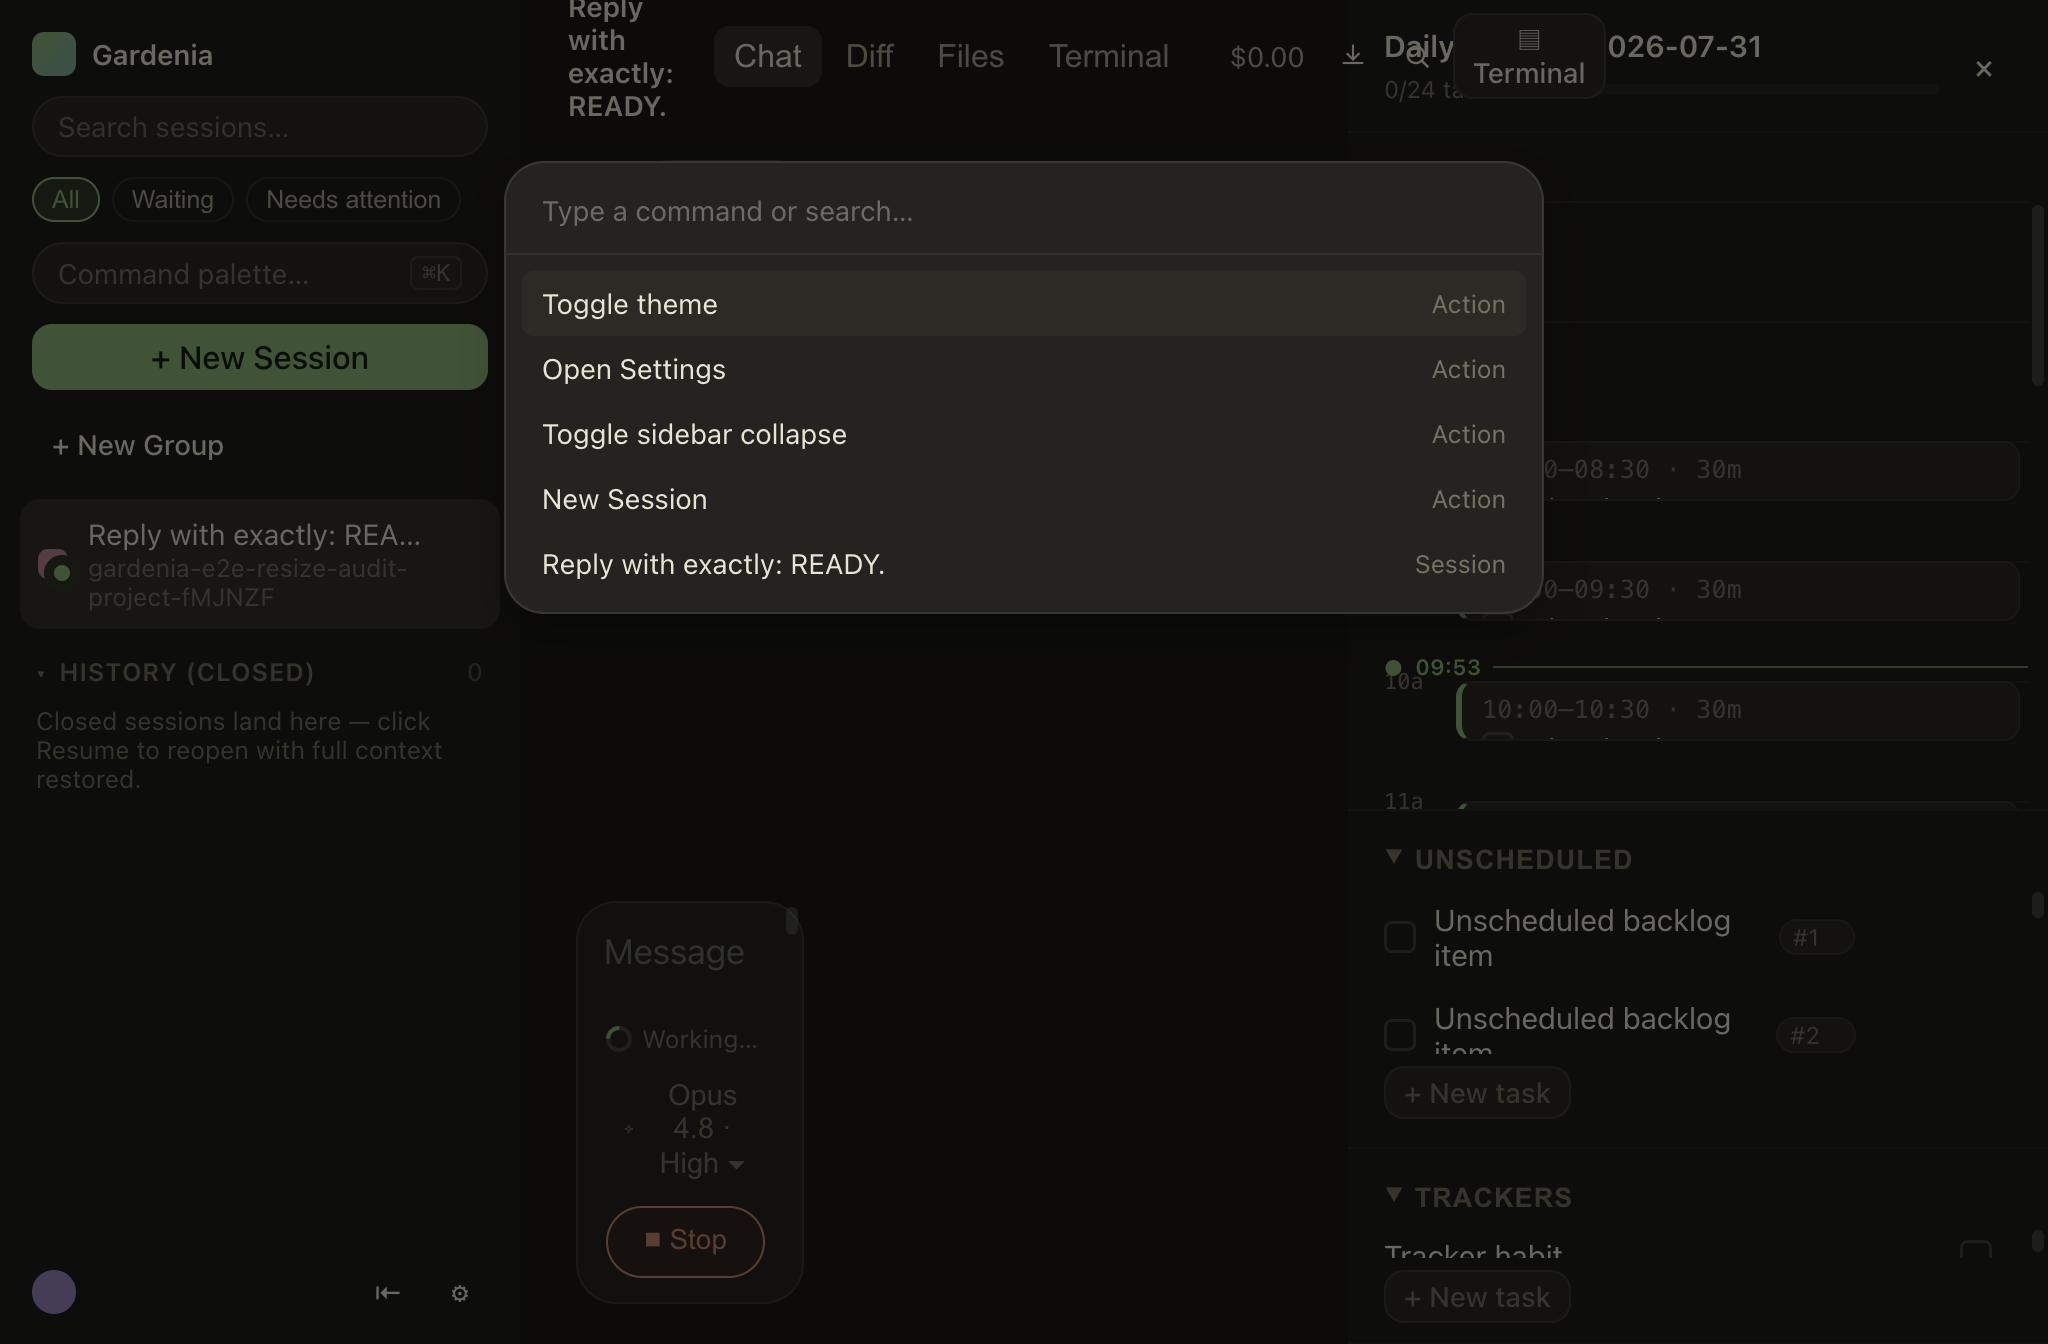 Gardenia
Search sessions...
All
Waiting
Needs attention
Command palette...
⌘K
+ New Session
+ New Group
Reply with exactly: REA...
gardenia-e2e-resize-audit-
project-fMJNZF
HISTORY (CLOSED)
0
Closed sessions land here — click
Resume to reopen with full context
restored.
Reply
with
exactly:
READY.
Chat
Diff
Files
Terminal
$0.00
Terminal
Daily
026-07-31
0/24 ta
Type a command or search...
Toggle theme
Action
Open Settings
Action
Toggle sidebar collapse
Action
New Session
Action
Reply with exactly: READY.
Session
0–08:30 · 30m
0–09:30 · 30m
09:53
10a
10:00–10:30 · 30m
11a
Message
Working...
Opus
4.8 ·
High
Stop
UNSCHEDULED
Unscheduled backlog
item
#1
Unscheduled backlog
item
#2
+ New task
TRACKERS
Tracker habit
+ New task